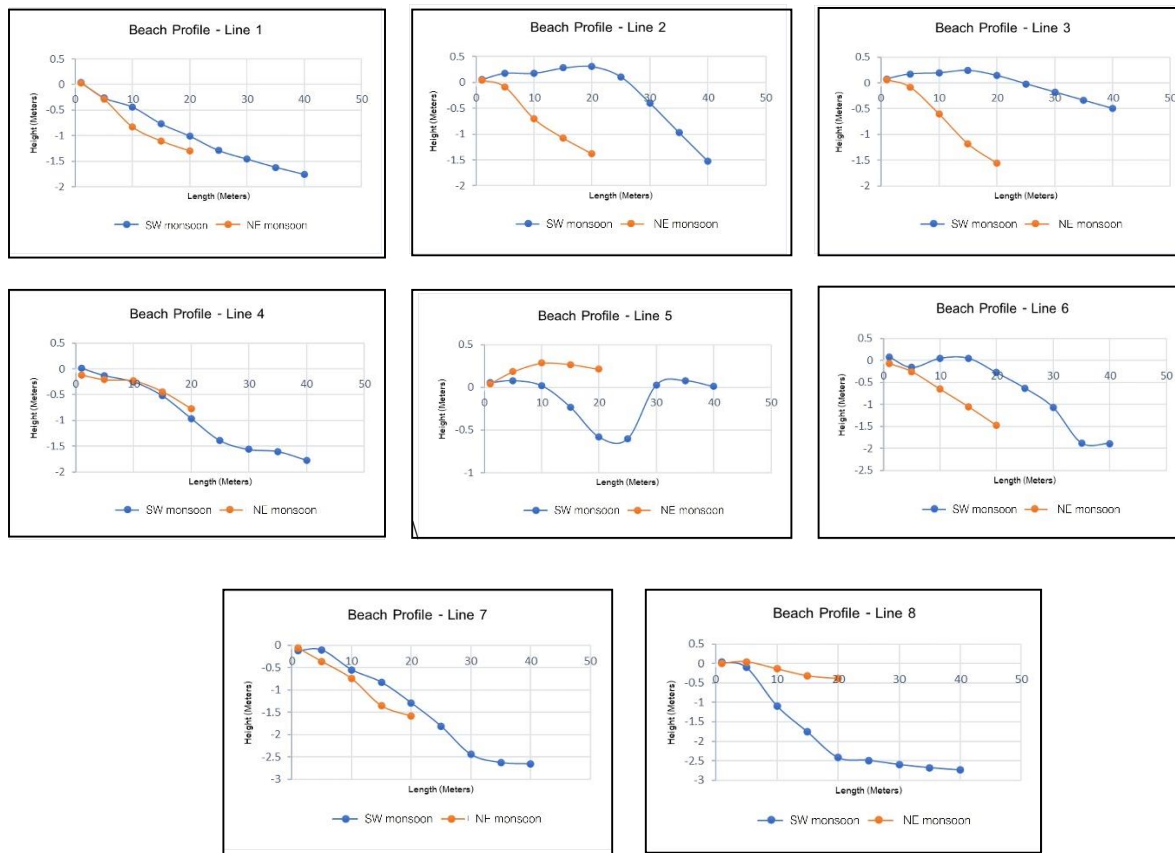 Beach Profile - Line 1
0.5
0
-0.5
-1
-1.5
-2
0 10 20 30 40 50
Height (Meters)
Length (Meters)
SW monsoon NE monsoon
Beach Profile - Line 2
1
0.5
0
-0.5
-1
-1.5
-2
0 10 20 30 40 50
Height (Meters)
Length (Meters)
SW monsoon NE monsoon
Beach Profile - Line 3
1
0.5
0
-0.5
-1
-1.5
-2
0 10 20 30 40 50
Height (Meters)
Length (Meters)
SW monsoon NE monsoon
Beach Profile - Line 4
0.5
0
-0.5
-1
-1.5
-2
0 10 20 30 40 50
Height (Meters)
Length (Meters)
SW monsoon NE monsoon
Beach Profile - Line 5
0.5
0
-0.5
-1
0 10 20 30 40 50
Height (Meters)
Length (Meters)
SW monsoon NE monsoon
Beach Profile - Line 6
0.5
0
-0.5
-1
-1.5
-2
-2.5
0 10 20 30 40 50
Height (Meters)
Length (Meters)
SW monsoon NE monsoon
Beach Profile - Line 7
0
-0.5
-1
-1.5
-2
-2.5
-3
0 10 20 30 40 50
Height (Meters)
Length (Meters)
SW monsoon NE monsoon
Beach Profile - Line 8
0.5
0
-0.5
-1
-1.5
-2
-2.5
-3
0 10 20 30 40 50
Height (Meters)
Length (Meters)
SW monsoon NE monsoon